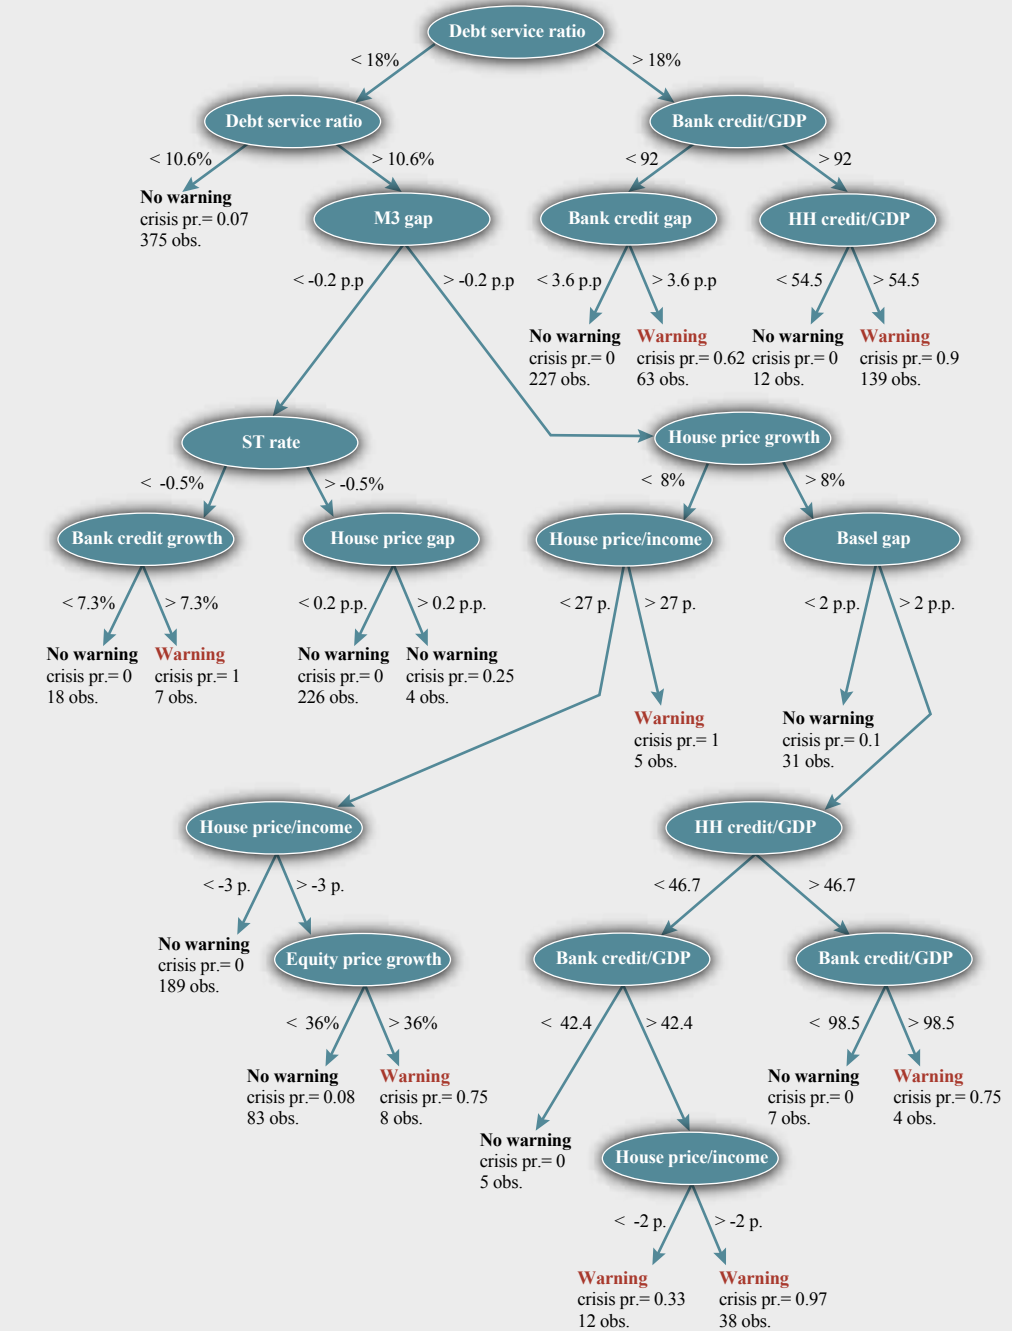 Debt service ratio
< 18%
> 18%
Debt service ratio
Bank credit/GDP
< 10.6%
> 10.6%
< 92
> 92
No warning
crisis pr.= 0.07
375 obs.
M3 gap
Bank credit gap
HH credit/GDP
< -0.2 p.p
> -0.2 p.p
< 3.6 p.p
> 3.6 p.p
< 54.5
> 54.5
No warning
crisis pr.= 0
227 obs.
Warning
crisis pr.= 0.62
63 obs.
No warning
crisis pr.= 0
12 obs.
Warning
crisis pr.= 0.9
139 obs.
ST rate
House price growth
< -0.5%
> -0.5%
< 8%
> 8%
Bank credit growth
House price gap
House price/income
Basel gap
< 7.3%
> 7.3%
< 0.2 p.p.
> 0.2 p.p.
< 27 p.
> 27 p.
< 2 p.p.
> 2 p.p.
No warning
crisis pr.= 0
18 obs.
Warning
crisis pr.= 1
7 obs.
No warning
crisis pr.= 0
226 obs.
No warning
crisis pr.= 0.25
4 obs.
Warning
crisis pr.= 1
5 obs.
No warning
crisis pr.= 0.1
31 obs.
House price/income
HH credit/GDP
< -3 p.
> -3 p.
< 46.7
> 46.7
No warning
crisis pr.= 0
189 obs.
Equity price growth
Bank credit/GDP
Bank credit/GDP
< 36%
> 36%
< 42.4
> 42.4
< 98.5
> 98.5
No warning
crisis pr.= 0.08
83 obs.
Warning
crisis pr.= 0.75
8 obs.
No warning
crisis pr.= 0
7 obs.
Warning
crisis pr.= 0.75
4 obs.
No warning
crisis pr.= 0
5 obs.
House price/income
< -2 p.
> -2 p.
Warning
crisis pr.= 0.33
12 obs.
Warning
crisis pr.= 0.97
38 obs.